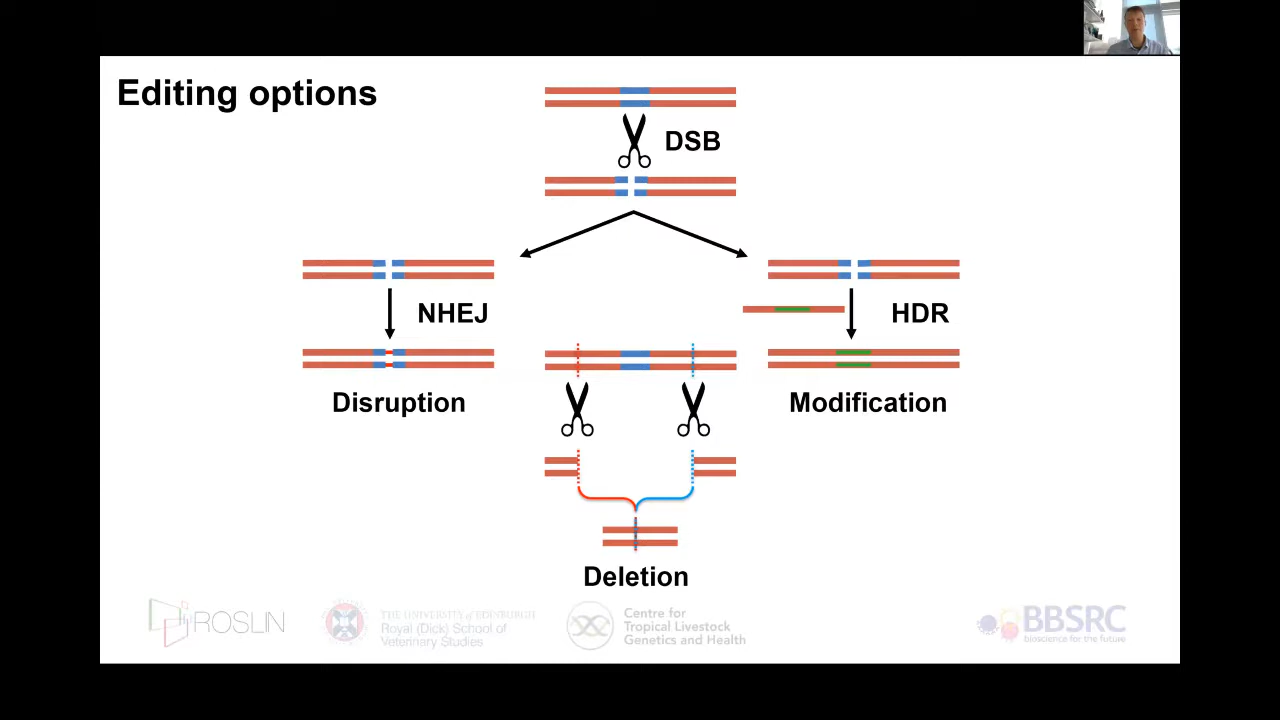 Editing options
DSB
NHEJ
HDR
Disruption
Modification
Deletion
ROSLIN
THE UNIVERSITY OF EDINBURGH
Royal (Dick) School of
Veterinary Studies
Centre for
Tropical Livestock
Genetics and Health
BBSRC
bioscience for the future